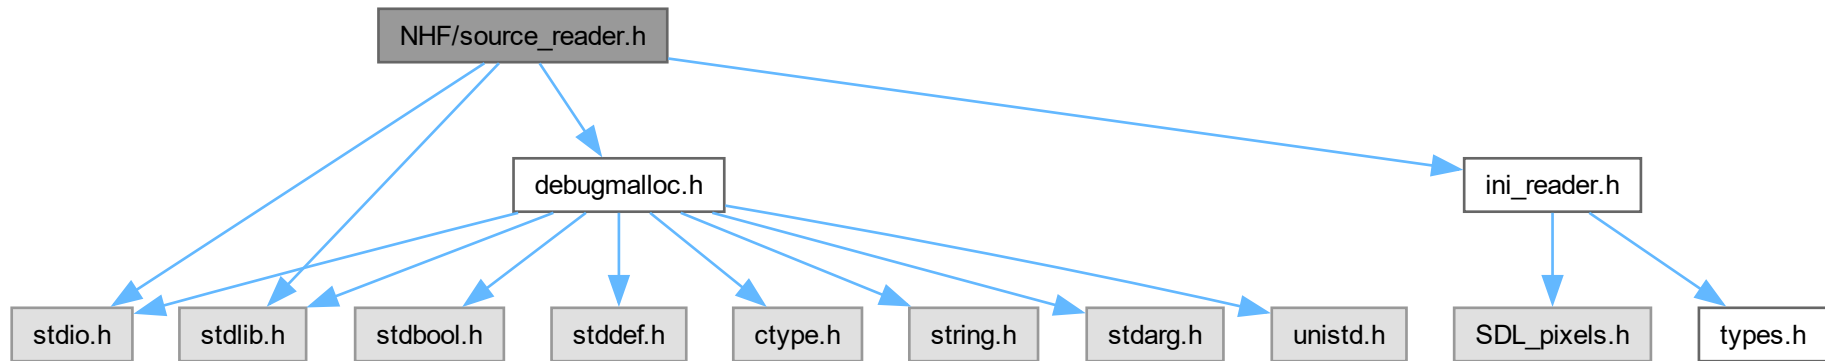 NHF/source_reader.h
debugmalloc.h
ini_reader.h
stdio.h
stdlib.h
stdbool.h
stddef.h
ctype.h
string.h
stdarg.h
unistd.h
SDL_pixels.h
types.h